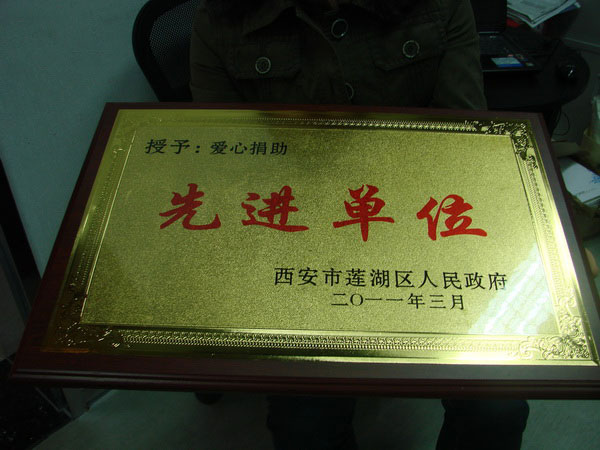 授予：爱心捐助
先进单位
西安市莲湖区人民政府
二〇一一年三月